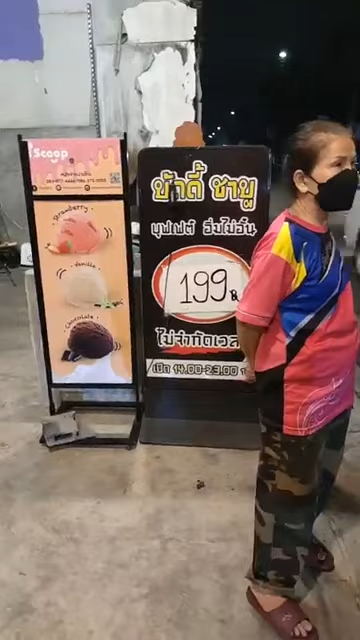 Scoop
Strawberry
Vanilla
Chocolate
บัดดี้ ชาบู
บุฟเฟต์ อิ่มไม่อั้น
199
ไม่จำกัดเวลา
เปิด 14.00-23.00